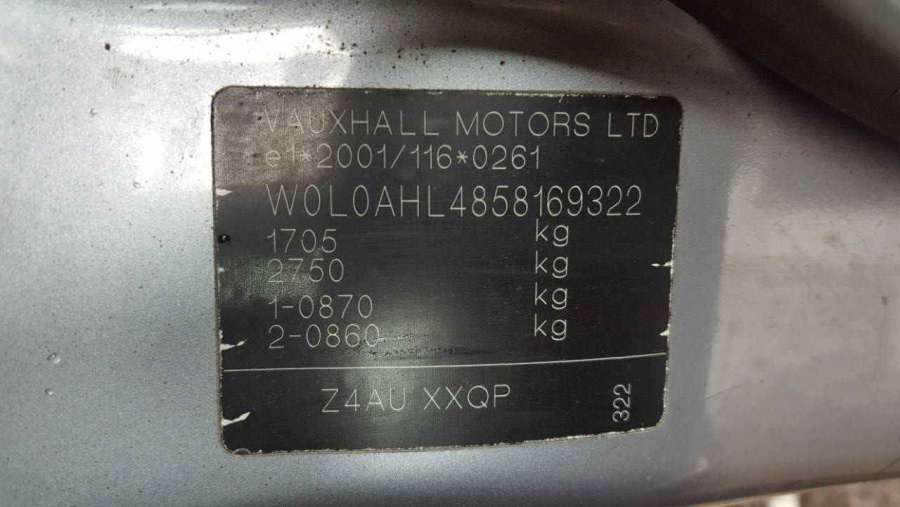 VAUXHALL MOTORS LTD
e1*2001/116*0261
W0L0AHL4858169322
1705 kg
2750 kg
1-0870 kg
2-0860 kg
Z4AU XXQP
322